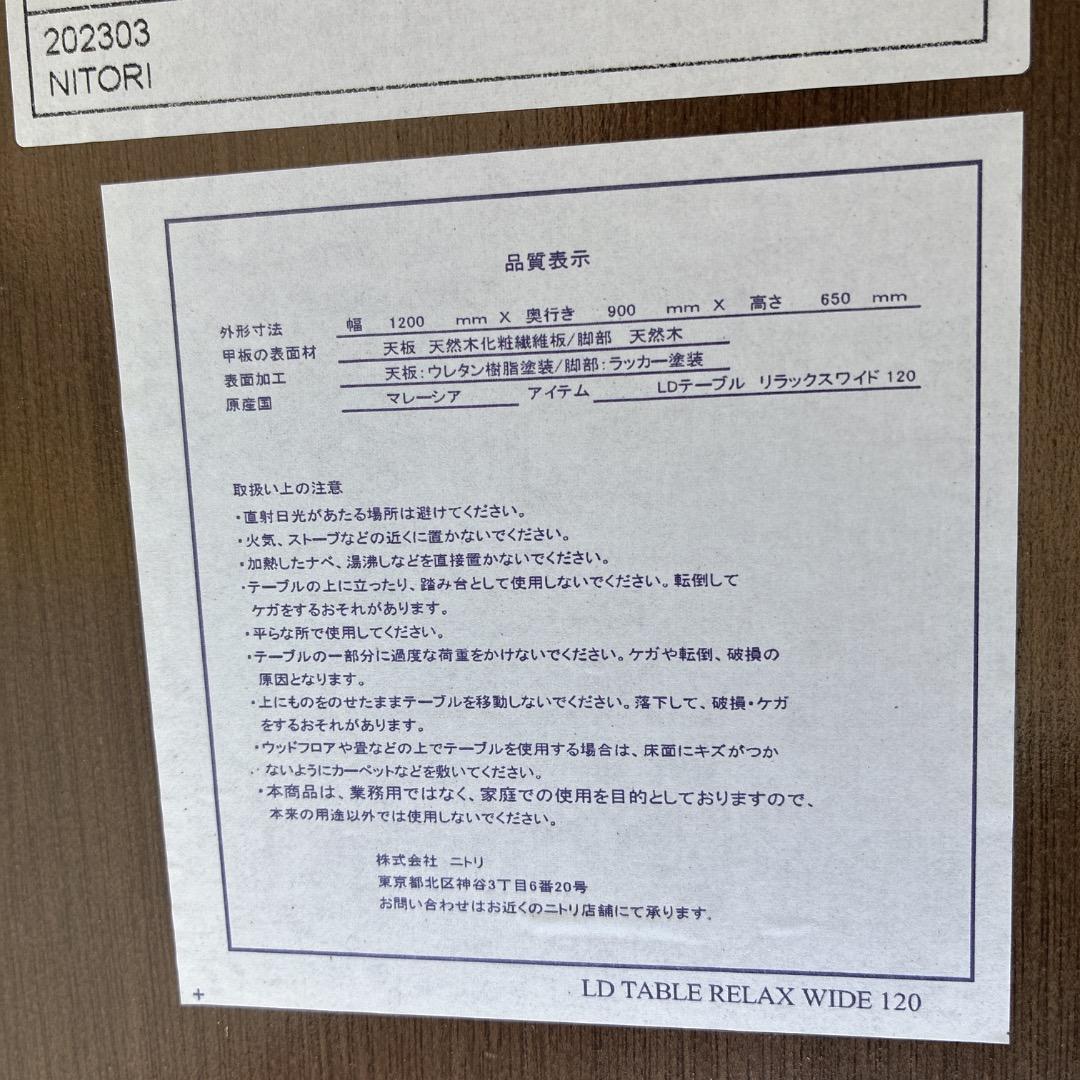 202303
NITORI
品質表示
外形寸法 幅 1200 mm X 奥行き 900 mm X 高さ 650 mm
甲板の表面材 天板 天然木化粧繊維板/脚部 天然木
表面加工 天板:ウレタン樹脂塗装/脚部:ラッカー塗装
原産国 マレーシア アイテム LDテーブル リラックスワイド 120
取扱い上の注意
・直射日光があたる場所は避けてください。
・火気、ストーブなどの近くに置かないでください。
・加熱したナベ、湯沸しなどを直接置かないでください。
・テーブルの上に立ったり、踏み台として使用しないでください。転倒して
ケガをするおそれがあります。
・平らな所で使用してください。
・テーブルの一部分に過度な荷重をかけないでください。ケガや転倒、破損の
原因となります。
・上にものをのせたままテーブルを移動しないでください。落下して、破損・ケガ
をするおそれがあります。
・ウッドフロアや畳などの上でテーブルを使用する場合は、床面にキズがつか
ないようにカーペットなどを敷いてください。
・本商品は、業務用ではなく、家庭での使用を目的としておりますので、
本来の用途以外では使用しないでください。
株式会社 ニトリ
東京都北区神谷3丁目6番20号
お問い合わせはお近くのニトリ店舗にて承ります。
LD TABLE RELAX WIDE 120